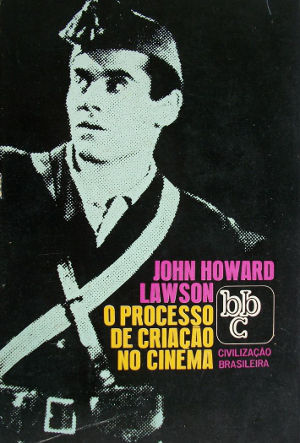 JOHN HOWARD
LAWSON
O PROCESSO
DE CRIAÇÃO
NO CINEMA
bbc
CIVILIZAÇÃO
BRASILEIRA